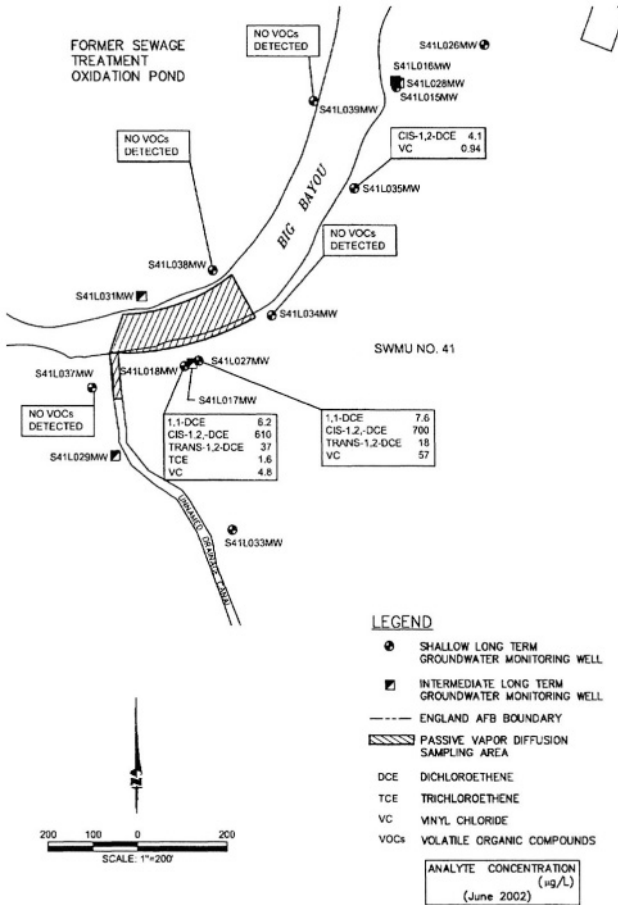 FORMER SEWAGE
TREATMENT
OXIDATION POND
NO VOCs
DETECTED
S41L026MW
S41L016MW
S41L028MW
S41L015MW
S41L039MW
CIS-1,2-DCE 4.1
VC 0.94
NO VOCs
DETECTED
S41L035MW
BIG BAYOU
NO VOCs
DETECTED
S41L038MW
S41L031MW
S41L034MW
SWMU NO. 41
S41L037MW
S41L018MW
S41L027MW
S41L017MW
NO VOCs
DETECTED
1,1-DCE 6.2
CIS-1,2,-DCE 610
TRANS-1,2-DCE 37
TCE 1.6
VC 4.8
1,1-DCE 7.6
CIS-1,2,-DCE 700
TRANS-1,2-DCE 18
VC 57
S41L029MW
UNNAMED DRAINAGE CANAL
S41L033MW
LEGEND
SHALLOW LONG TERM
GROUNDWATER MONITORING WELL
INTERMEDIATE LONG TERM
GROUNDWATER MONITORING WELL
ENGLAND AFB BOUNDARY
PASSIVE VAPOR DIFFUSION
SAMPLING AREA
DCE DICHLOROETHENE
TCE TRICHLOROETHENE
VC VINYL CHLORIDE
VOCs VOLATILE ORGANIC COMPOUNDS
N
200 100 0 200
SCALE: 1"=200'
ANALYTE CONCENTRATION
(µg/L)
(June 2002)